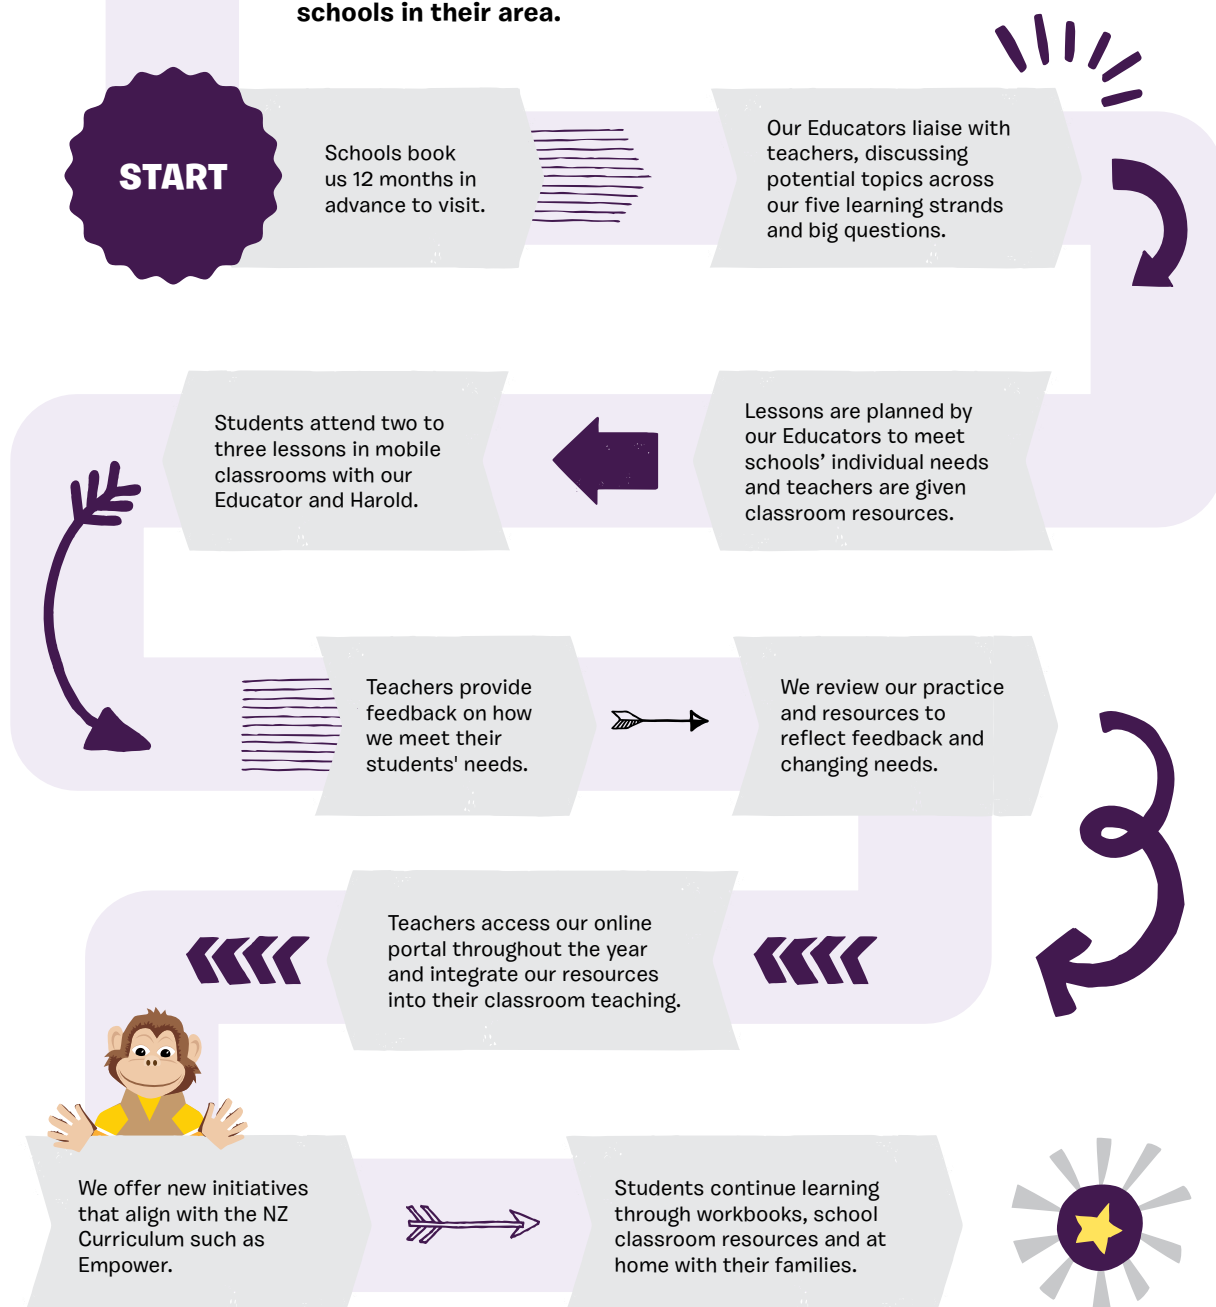 schools in their area.
START
Schools book
us 12 months in
advance to visit.
Our Educators liaise with
teachers, discussing
potential topics across
our five learning strands
and big questions.
Lessons are planned by
our Educators to meet
schools’ individual needs
and teachers are given
classroom resources.
Students attend two to
three lessons in mobile
classrooms with our
Educator and Harold.
Teachers provide
feedback on how
we meet their
students' needs.
We review our practice
and resources to
reflect feedback and
changing needs.
Teachers access our online
portal throughout the year
and integrate our resources
into their classroom teaching.
We offer new initiatives
that align with the NZ
Curriculum such as
Empower.
Students continue learning
through workbooks, school
classroom resources and at
home with their families.